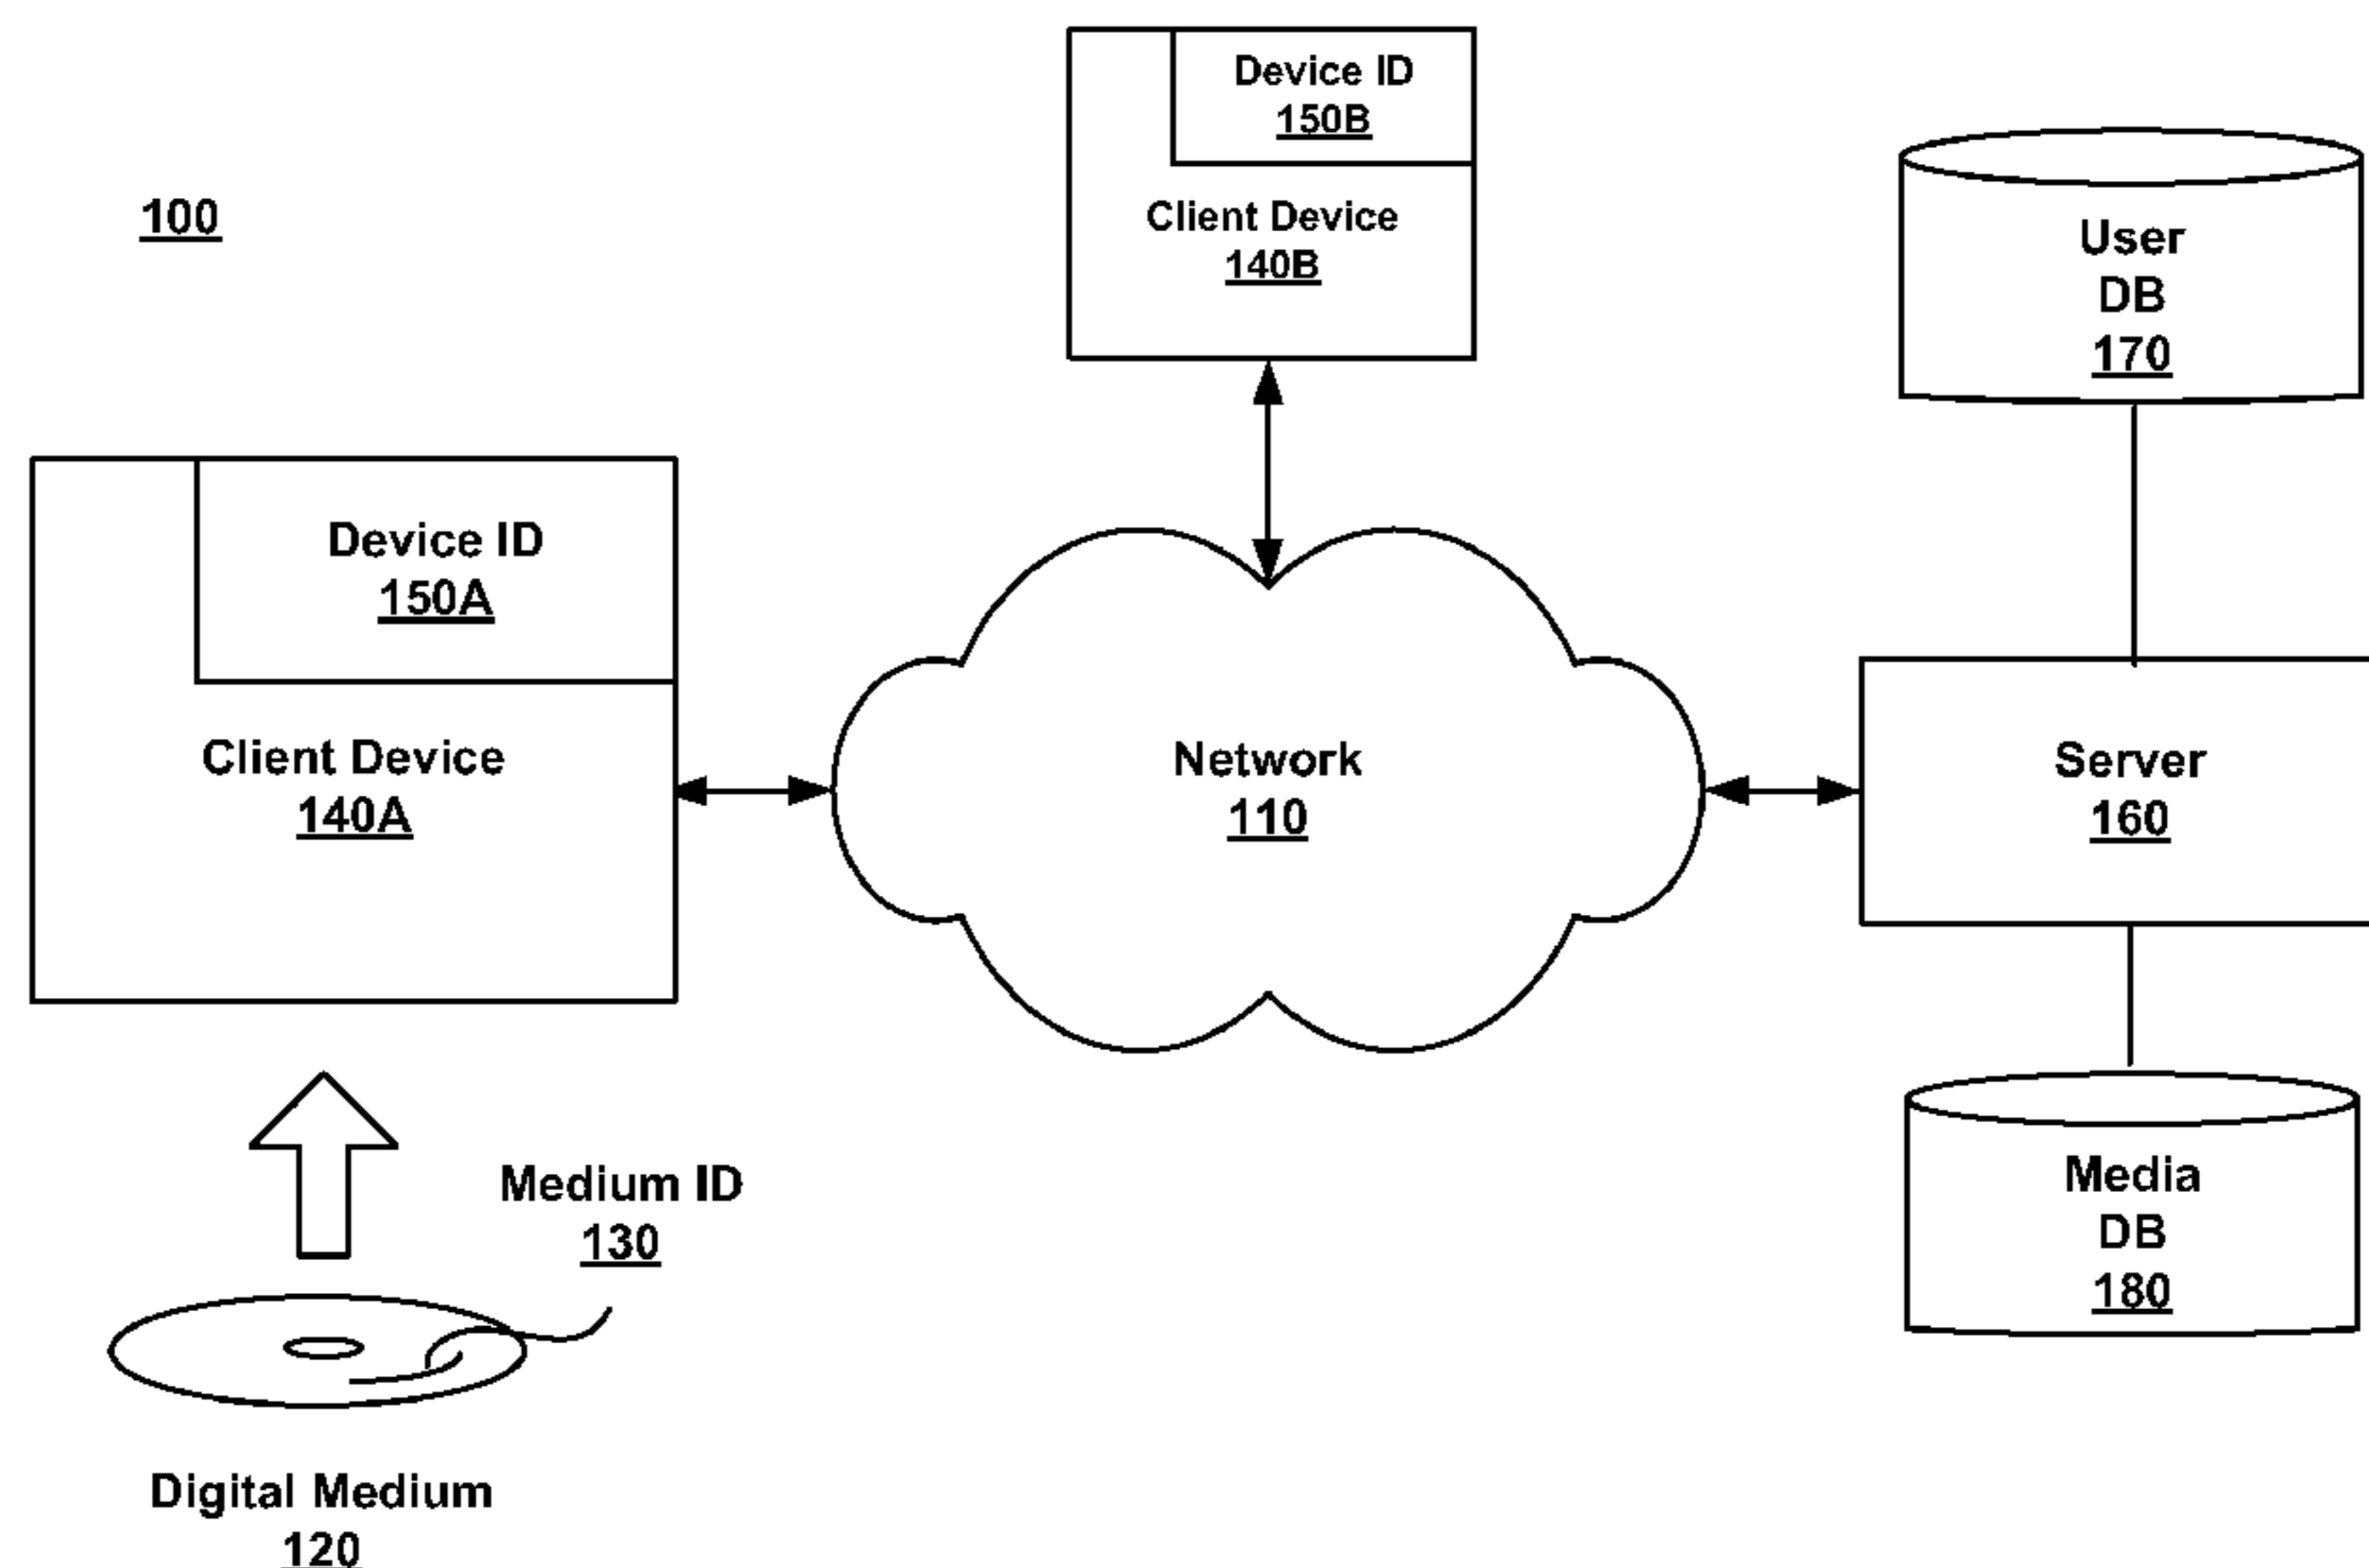 100
Device ID
150B
Client Device
140B
User
DB
170
Device ID
150A
Client Device
140A
Network
110
Server
160
Medium ID
130
Media
DB
180
Digital Medium
120